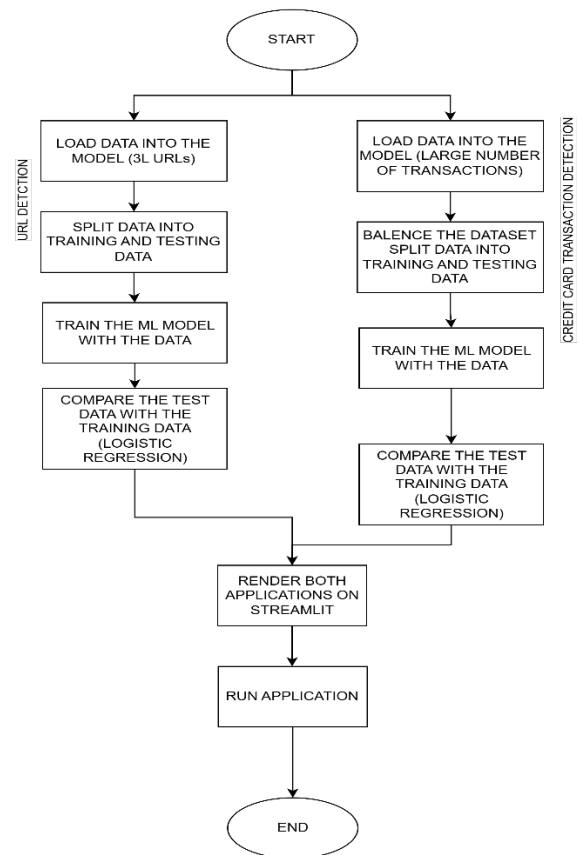 START
URL DETCTION
LOAD DATA INTO THE
MODEL (3L URLs)
SPLIT DATA INTO
TRAINING AND TESTING
DATA
TRAIN THE ML MODEL
WITH THE DATA
COMPARE THE TEST
DATA WITH THE
TRAINING DATA
(LOGISTIC
REGRESSION)
CREDIT CARD TRANSACTION DETECTION
LOAD DATA INTO THE
MODEL (LARGE NUMBER
OF TRANSACTIONS)
BALENCE THE DATASET
SPLIT DATA INTO
TRAINING AND TESTING
DATA
TRAIN THE ML MODEL
WITH THE DATA
COMPARE THE TEST
DATA WITH THE
TRAINING DATA
(LOGISTIC
REGRESSION)
RENDER BOTH
APPLICATIONS ON
STREAMLIT
RUN APPLICATION
END